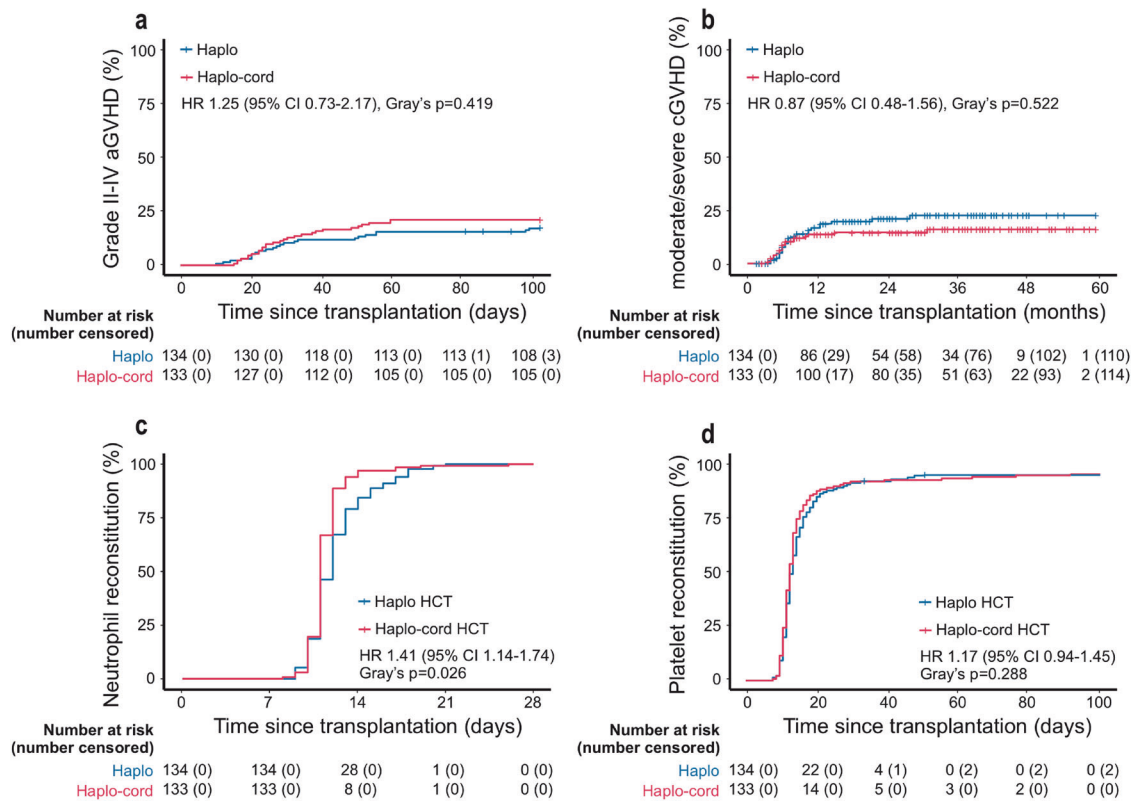 a
Grade II-IV aGVHD (%)
100
75
50
25
0
Haplo
Haplo-cord
HR 1.25 (95% CI 0.73-2.17), Gray's p=0.419
0 20 40 60 80 100
Time since transplantation (days)
Number at risk
(number censored)
Haplo 134 (0) 130 (0) 118 (0) 113 (0) 113 (1) 108 (3)
Haplo-cord 133 (0) 127 (0) 112 (0) 105 (0) 105 (0) 105 (0)
b
moderate/severe cGVHD (%)
100
75
50
25
0
Haplo
Haplo-cord
HR 0.87 (95% CI 0.48-1.56), Gray's p=0.522
0 12 24 36 48 60
Time since transplantation (months)
Number at risk
(number censored)
Haplo 134 (0) 86 (29) 54 (58) 34 (76) 9 (102) 1 (110)
Haplo-cord 133 (0) 100 (17) 80 (35) 51 (63) 22 (93) 2 (114)
c
Neutrophil reconstitution (%)
100
75
50
25
0
Haplo HCT
Haplo-cord HCT
HR 1.41 (95% CI 1.14-1.74)
Gray's p=0.026
0 7 14 21 28
Time since transplantation (days)
Number at risk
(number censored)
Haplo 134 (0) 134 (0) 28 (0) 1 (0) 0 (0)
Haplo-cord 133 (0) 133 (0) 8 (0) 1 (0) 0 (0)
d
Platelet reconstitution (%)
100
75
50
25
0
Haplo HCT
Haplo-cord HCT
HR 1.17 (95% CI 0.94-1.45)
Gray's p=0.288
0 20 40 60 80 100
Time since transplantation (days)
Number at risk
(number censored)
Haplo 134 (0) 22 (0) 4 (1) 0 (2) 0 (2) 0 (2)
Haplo-cord 133 (0) 14 (0) 5 (0) 3 (0) 2 (0) 0 (0)